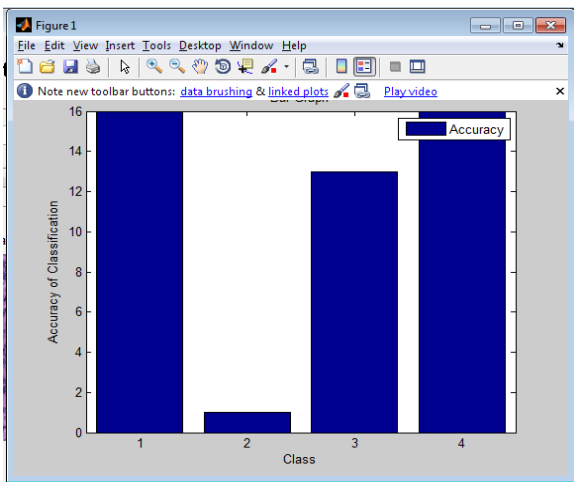 Figure 1
File Edit View Insert Tools Desktop Window Help
Note new toolbar buttons: data brushing & linked plots Play video
Bar Graph
Accuracy
16
14
12
10
8
6
4
2
0
Accuracy of Classification
1 2 3 4
Class